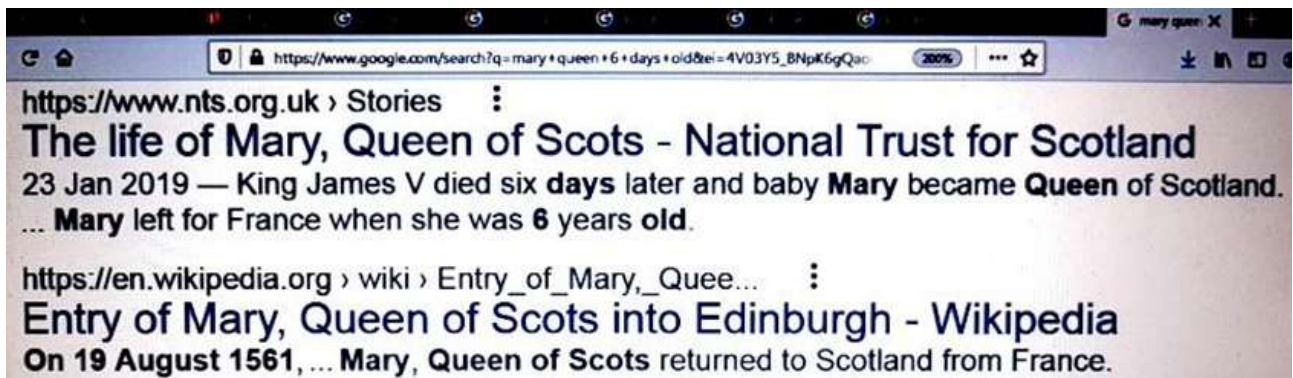 G mary quee X
https://www.google.com/search?q=mary+queen+6+days+old&ei=4V03Y5_BNpK6gQao 200%
https://www.nts.org.uk › Stories
The life of Mary, Queen of Scots - National Trust for Scotland
23 Jan 2019 — King James V died six days later and baby Mary became Queen of Scotland.
... Mary left for France when she was 6 years old.
https://en.wikipedia.org › wiki › Entry_of_Mary,_Quee...
Entry of Mary, Queen of Scots into Edinburgh - Wikipedia
On 19 August 1561, ... Mary, Queen of Scots returned to Scotland from France.